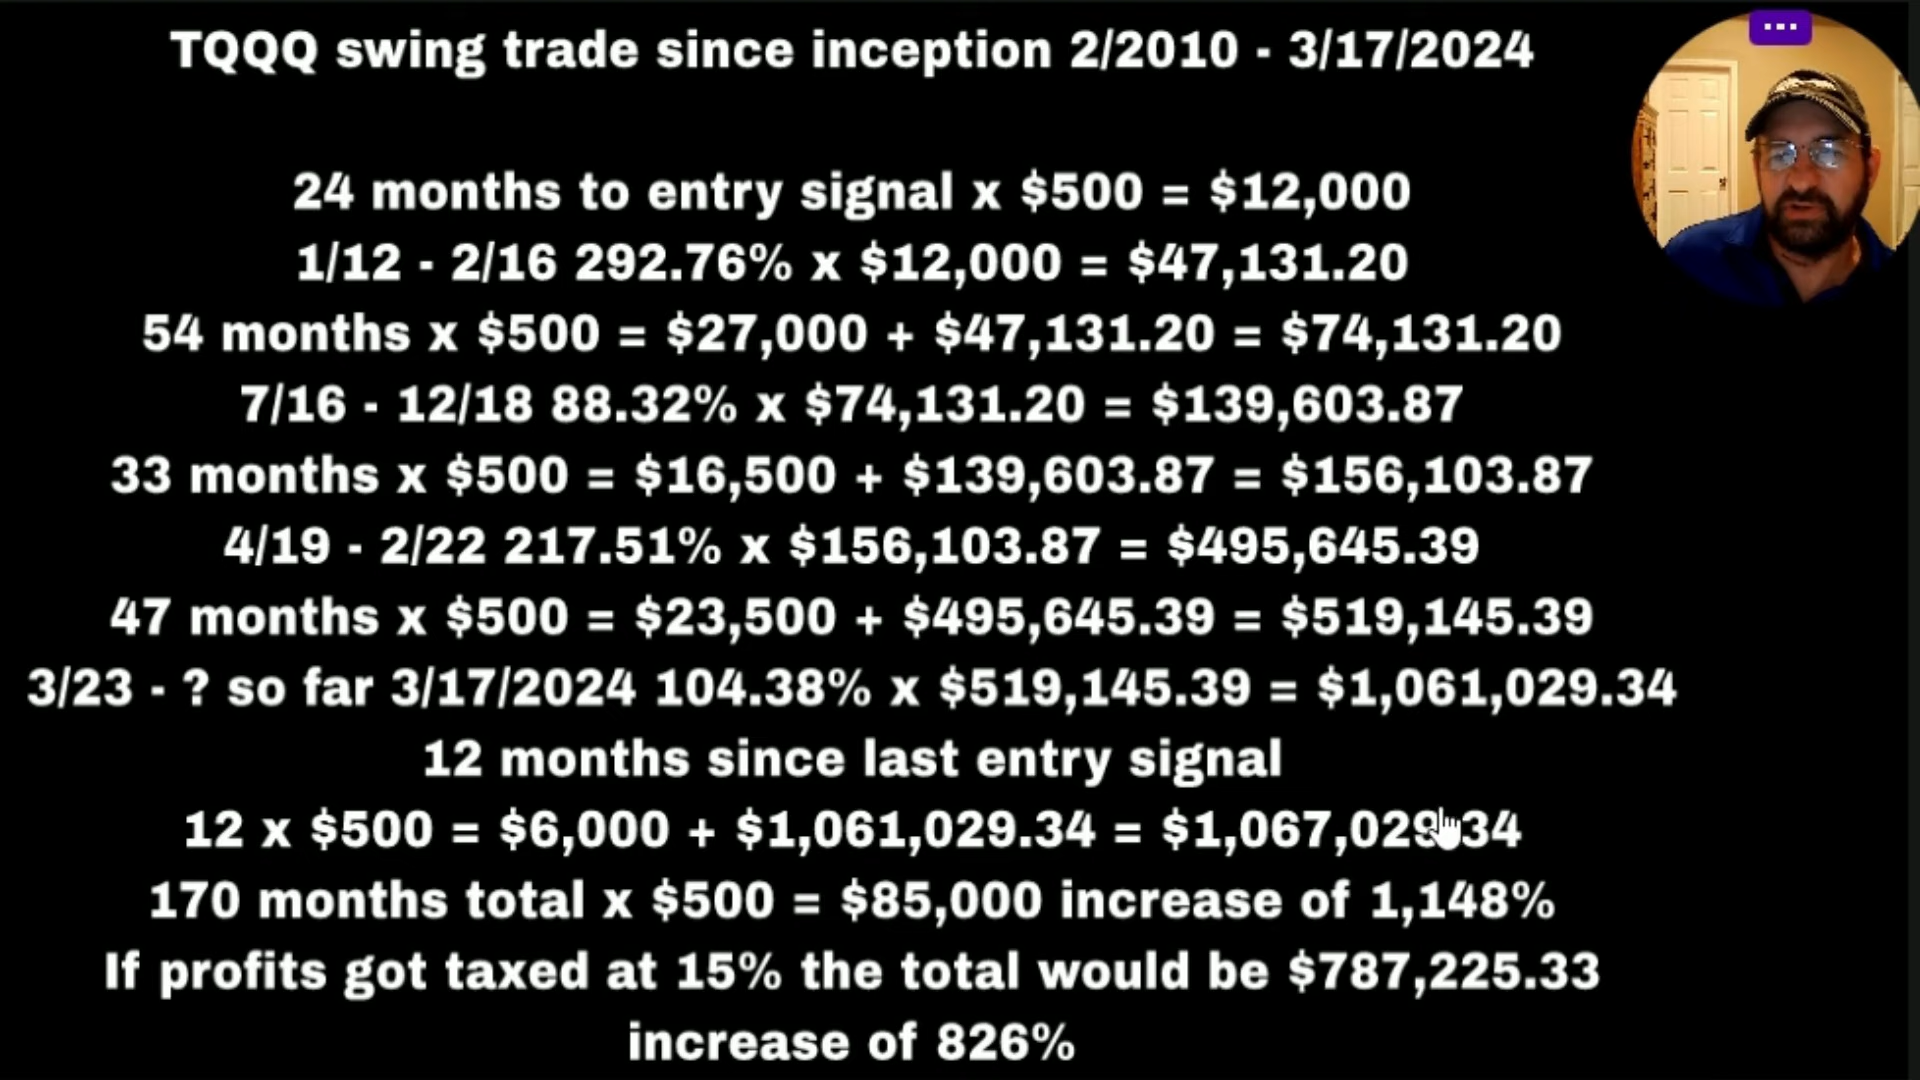 TQQQ swing trade since inception 2/2010 - 3/17/2024
24 months to entry signal x $500 = $12,000
1/12 - 2/16 292.76% x $12,000 = $47,131.20
54 months x $500 = $27,000 + $47,131.20 = $74,131.20
7/16 - 12/18 88.32% x $74,131.20 = $139,603.87
33 months x $500 = $16,500 + $139,603.87 = $156,103.87
4/19 - 2/22 217.51% x $156,103.87 = $495,645.39
47 months x $500 = $23,500 + $495,645.39 = $519,145.39
3/23 - ? so far 3/17/2024 104.38% x $519,145.39 = $1,061,029.34
12 months since last entry signal
12 x $500 = $6,000 + $1,061,029.34 = $1,067,029.34
170 months total x $500 = $85,000 increase of 1,148%
If profits got taxed at 15% the total would be $787,225.33
increase of 826%